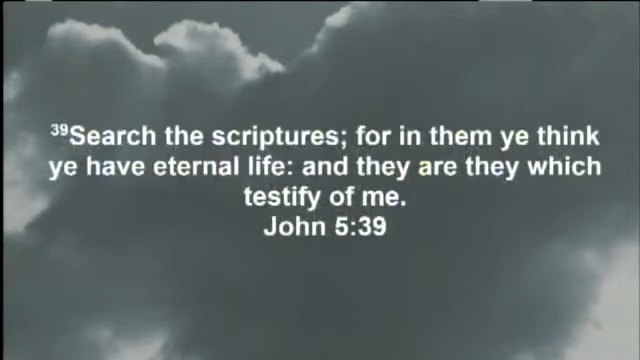 ³⁹Search the scriptures; for in them ye think
ye have eternal life: and they are they which
testify of me.
John 5:39